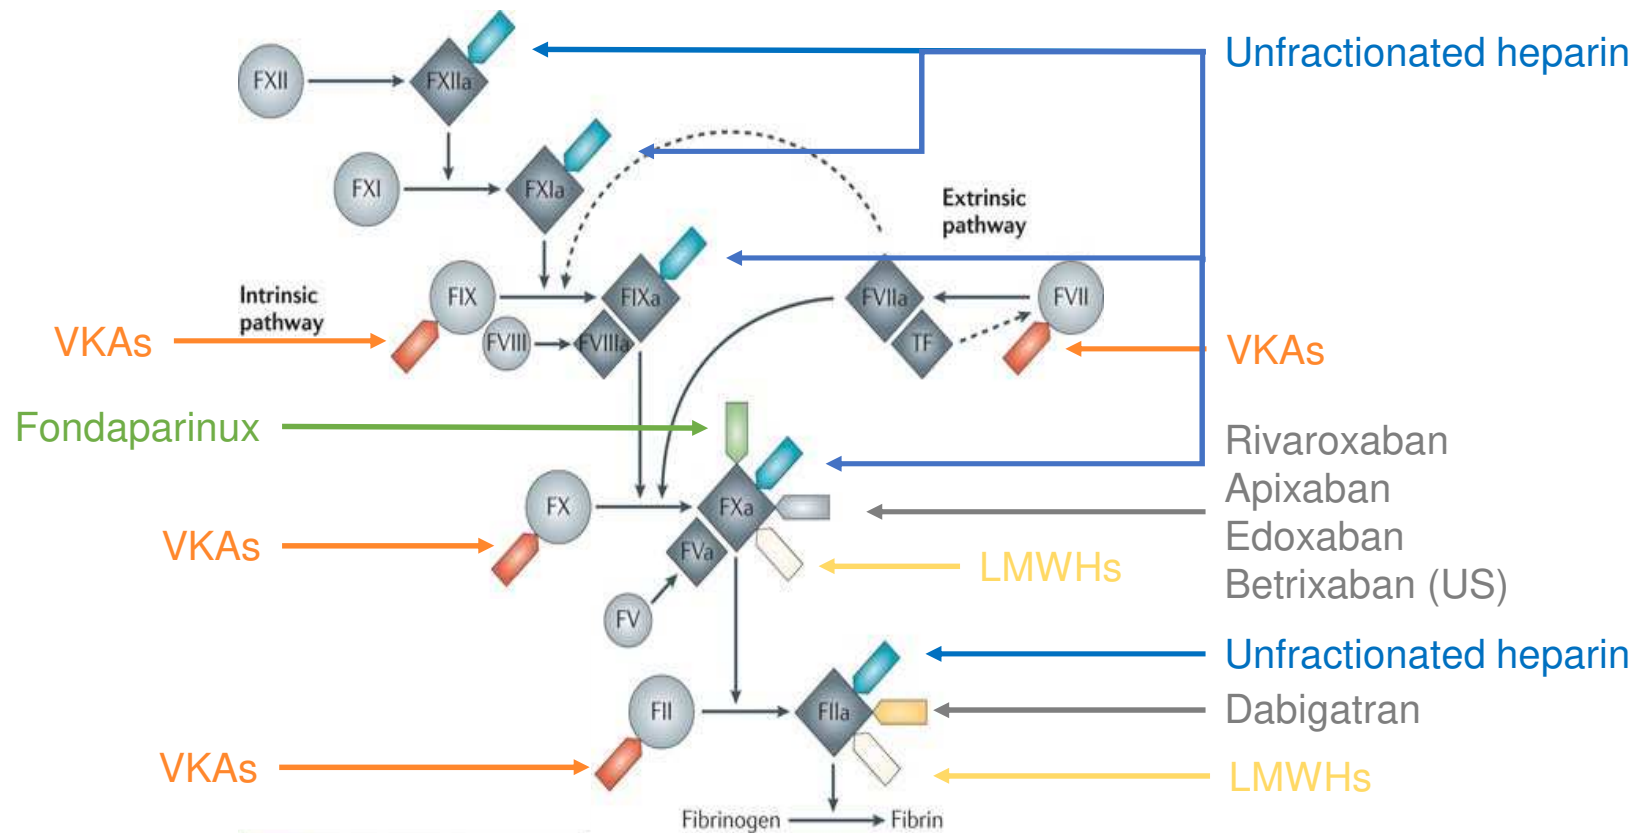 Unfractionated heparin
FXII
FXIIa
FXI
FXIa
Extrinsic
pathway
Intrinsic
pathway
FIX
FIXa
FVIIa
FVII
VKAs
FVIII
FVIIIa
TF
VKAs
Fondaparinux
Rivaroxaban
Apixaban
Edoxaban
Betrixaban (US)
FX
FXa
VKAs
FVa
LMWHs
FV
Unfractionated heparin
FII
FIIa
Dabigatran
VKAs
LMWHs
Fibrinogen
Fibrin